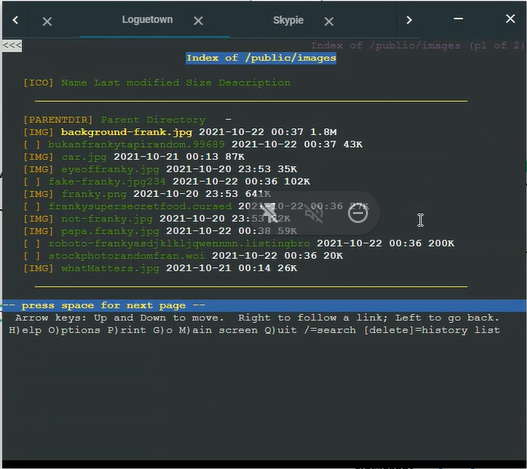 Loguetown Skypie
<<< Index of /public/images (p1 of 2)
Index of /public/images
[ICO] Name Last modified Size Description
[PARENTDIR] Parent Directory -
[IMG] background-frank.jpg 2021-10-22 00:37 1.8M
[ ] bukanfrankytapirandom.99689 2021-10-22 00:37 43K
[IMG] car.jpg 2021-10-21 00:13 87K
[IMG] eyeoffranky.jpg 2021-10-20 23:53 35K
[ ] fake-franky.jpg234 2021-10-22 00:36 102K
[IMG] franky.png 2021-10-20 23:53 641K
[ ] frankysupersecretfood.cursed 2021-10-22 00:36 27K
[IMG] not-franky.jpg 2021-10-20 23:53
[IMG] papa.franky.jpg 2021-10-22 00:38 59K
[ ] roboto-frankyasdjklkljqwennmn.listingbrro 2021-10-22 00:36 200K
[ ] stockphotorandomfran.woi 2021-10-22 00:36 20K
[IMG] whatMatters.jpg 2021-10-21 00:14 26K
-- press space for next page --
Arrow keys: Up and Down to move. Right to follow a link; Left to go back.
H)elp O)ptions P)rint G)o M)ain screen Q)uit /=search [delete]=history list